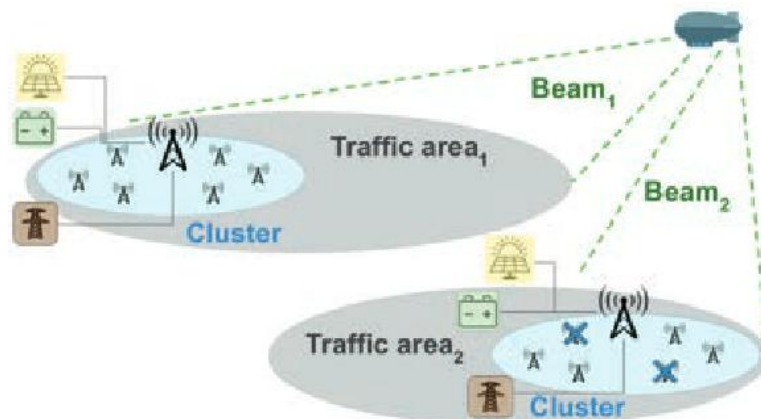 Beam1
Traffic area1
Beam2
Cluster
Traffic area2
Cluster